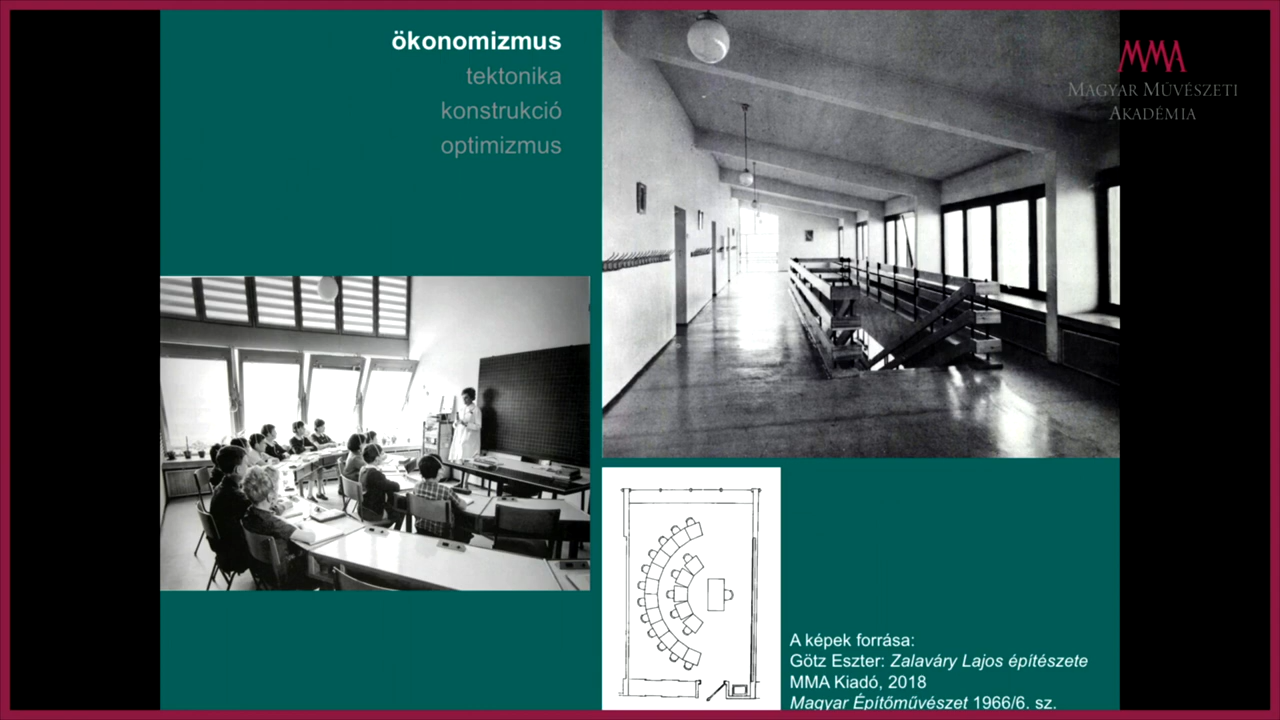 ökonomizmus
tektonika
konstrukció
optimizmus
MMA
MAGYAR MŰVÉSZETI
AKADÉMIA
A képek forrása:
Götz Eszter: Zalaváry Lajos építészete
MMA Kiadó, 2018
Magyar Építőművészet 1966/6. sz.